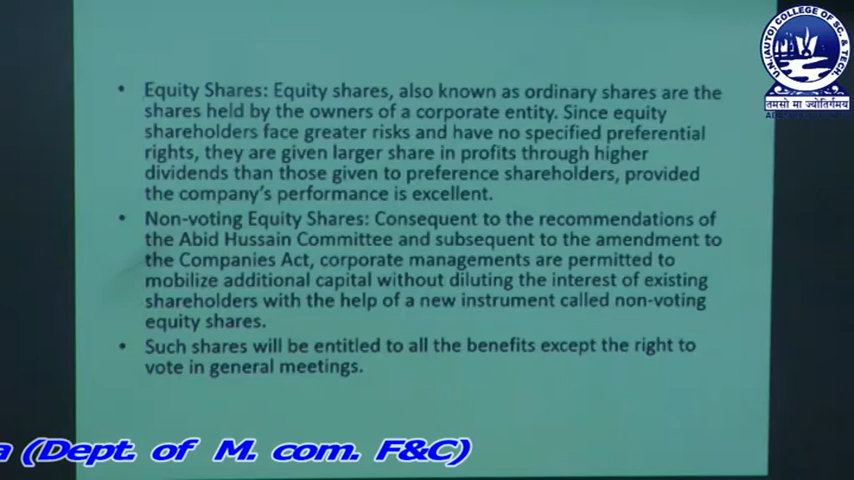 U.N.(AUTO) COLLEGE OF SC. & TECH.
तमसो मा ज्योतिर्गमय
• Equity Shares: Equity shares, also known as ordinary shares are the
shares held by the owners of a corporate entity. Since equity
shareholders face greater risks and have no specified preferential
rights, they are given larger share in profits through higher
dividends than those given to preference shareholders, provided
the company's performance is excellent.
• Non-voting Equity Shares: Consequent to the recommendations of
the Abid Hussain Committee and subsequent to the amendment to
the Companies Act, corporate managements are permitted to
mobilize additional capital without diluting the interest of existing
shareholders with the help of a new instrument called non-voting
equity shares.
• Such shares will be entitled to all the benefits except the right to
vote in general meetings.
a (Dept. of M. com. F&C)